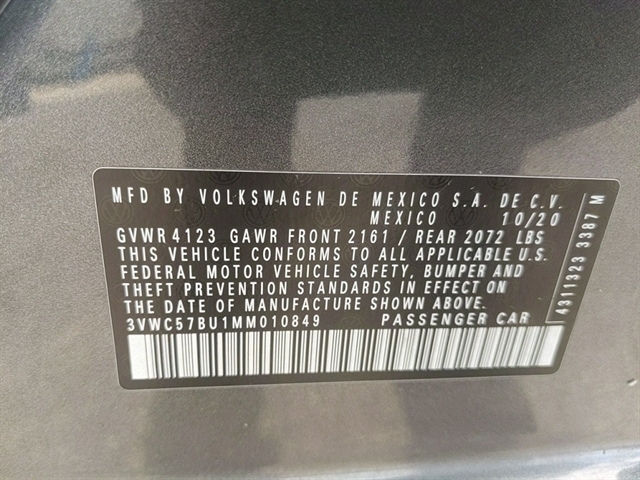 MFD BY VOLKSWAGEN DE MEXICO S.A. DE C.V.
MEXICO 10/20
GVWR 4123 GAWR FRONT 2161 / REAR 2072 LBS
THIS VEHICLE CONFORMS TO ALL APPLICABLE U.S.
FEDERAL MOTOR VEHICLE SAFETY, BUMPER AND
THEFT PREVENTION STANDARDS IN EFFECT ON
THE DATE OF MANUFACTURE SHOWN ABOVE.
3VWC57BU1MM010849 PASSENGER CAR
4311323 3387 M